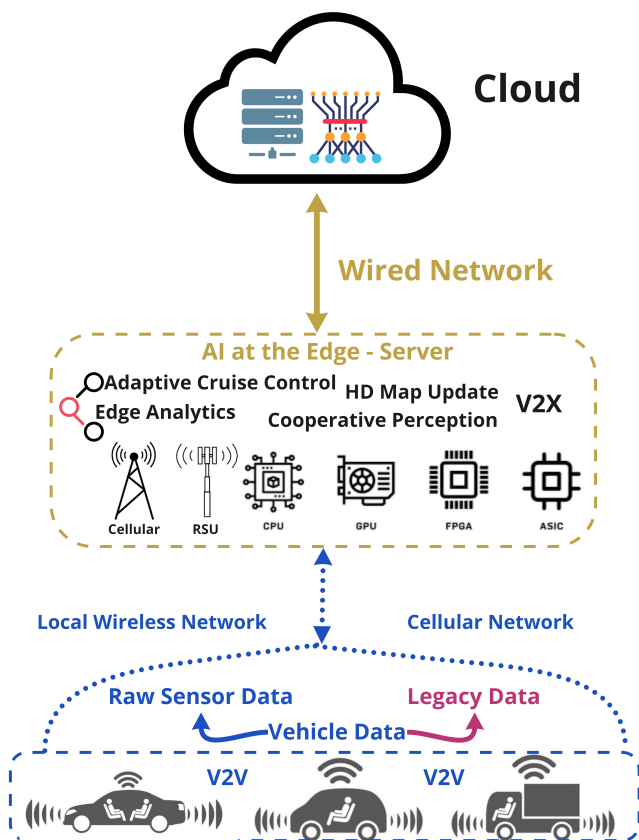 Cloud
Wired Network
AI at the Edge - Server
Adaptive Cruise Control
HD Map Update
V2X
Edge Analytics
Cooperative Perception
Cellular
RSU
CPU
GPU
FPGA
ASIC
Local Wireless Network
Cellular Network
Raw Sensor Data
Legacy Data
Vehicle Data
V2V
V2V